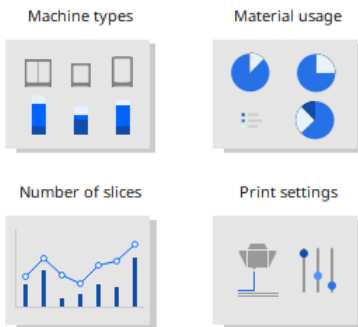 Machine types
Material usage
Number of slices
Print settings